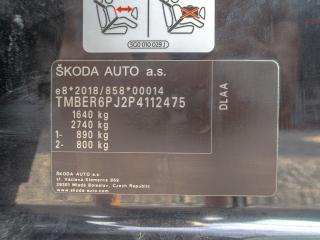 5G0 010 029 J
ŠKODA AUTO a.s.
e8*2018/858*00014
TMBER6PJ2P4112475
1640 kg
2740 kg
1- 890 kg
2- 800 kg
DLAA
ŠKODA AUTO a.s.
tř. Václava Klementa 869
29301 Mladá Boleslav, Czech Republic
www.skoda-auto.com